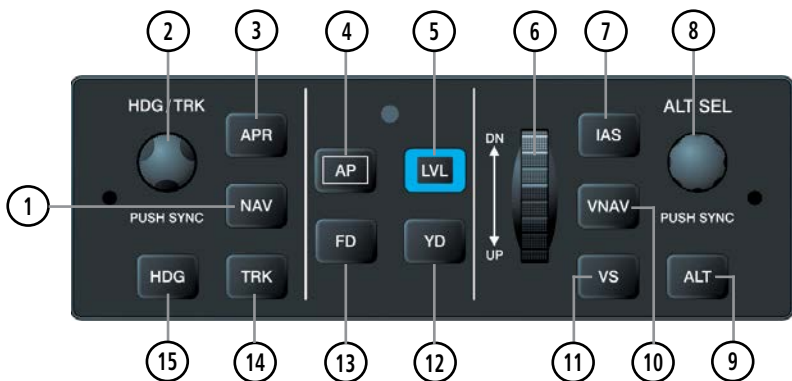 2 3 4 5 6 7 8
HDG/TRK ALT SEL
APR IAS
AP LVL DN
1 NAV VNAV
PUSH SYNC PUSH SYNC
FD YD UP
HDG TRK VS ALT
15 14 13 12 11 10 9